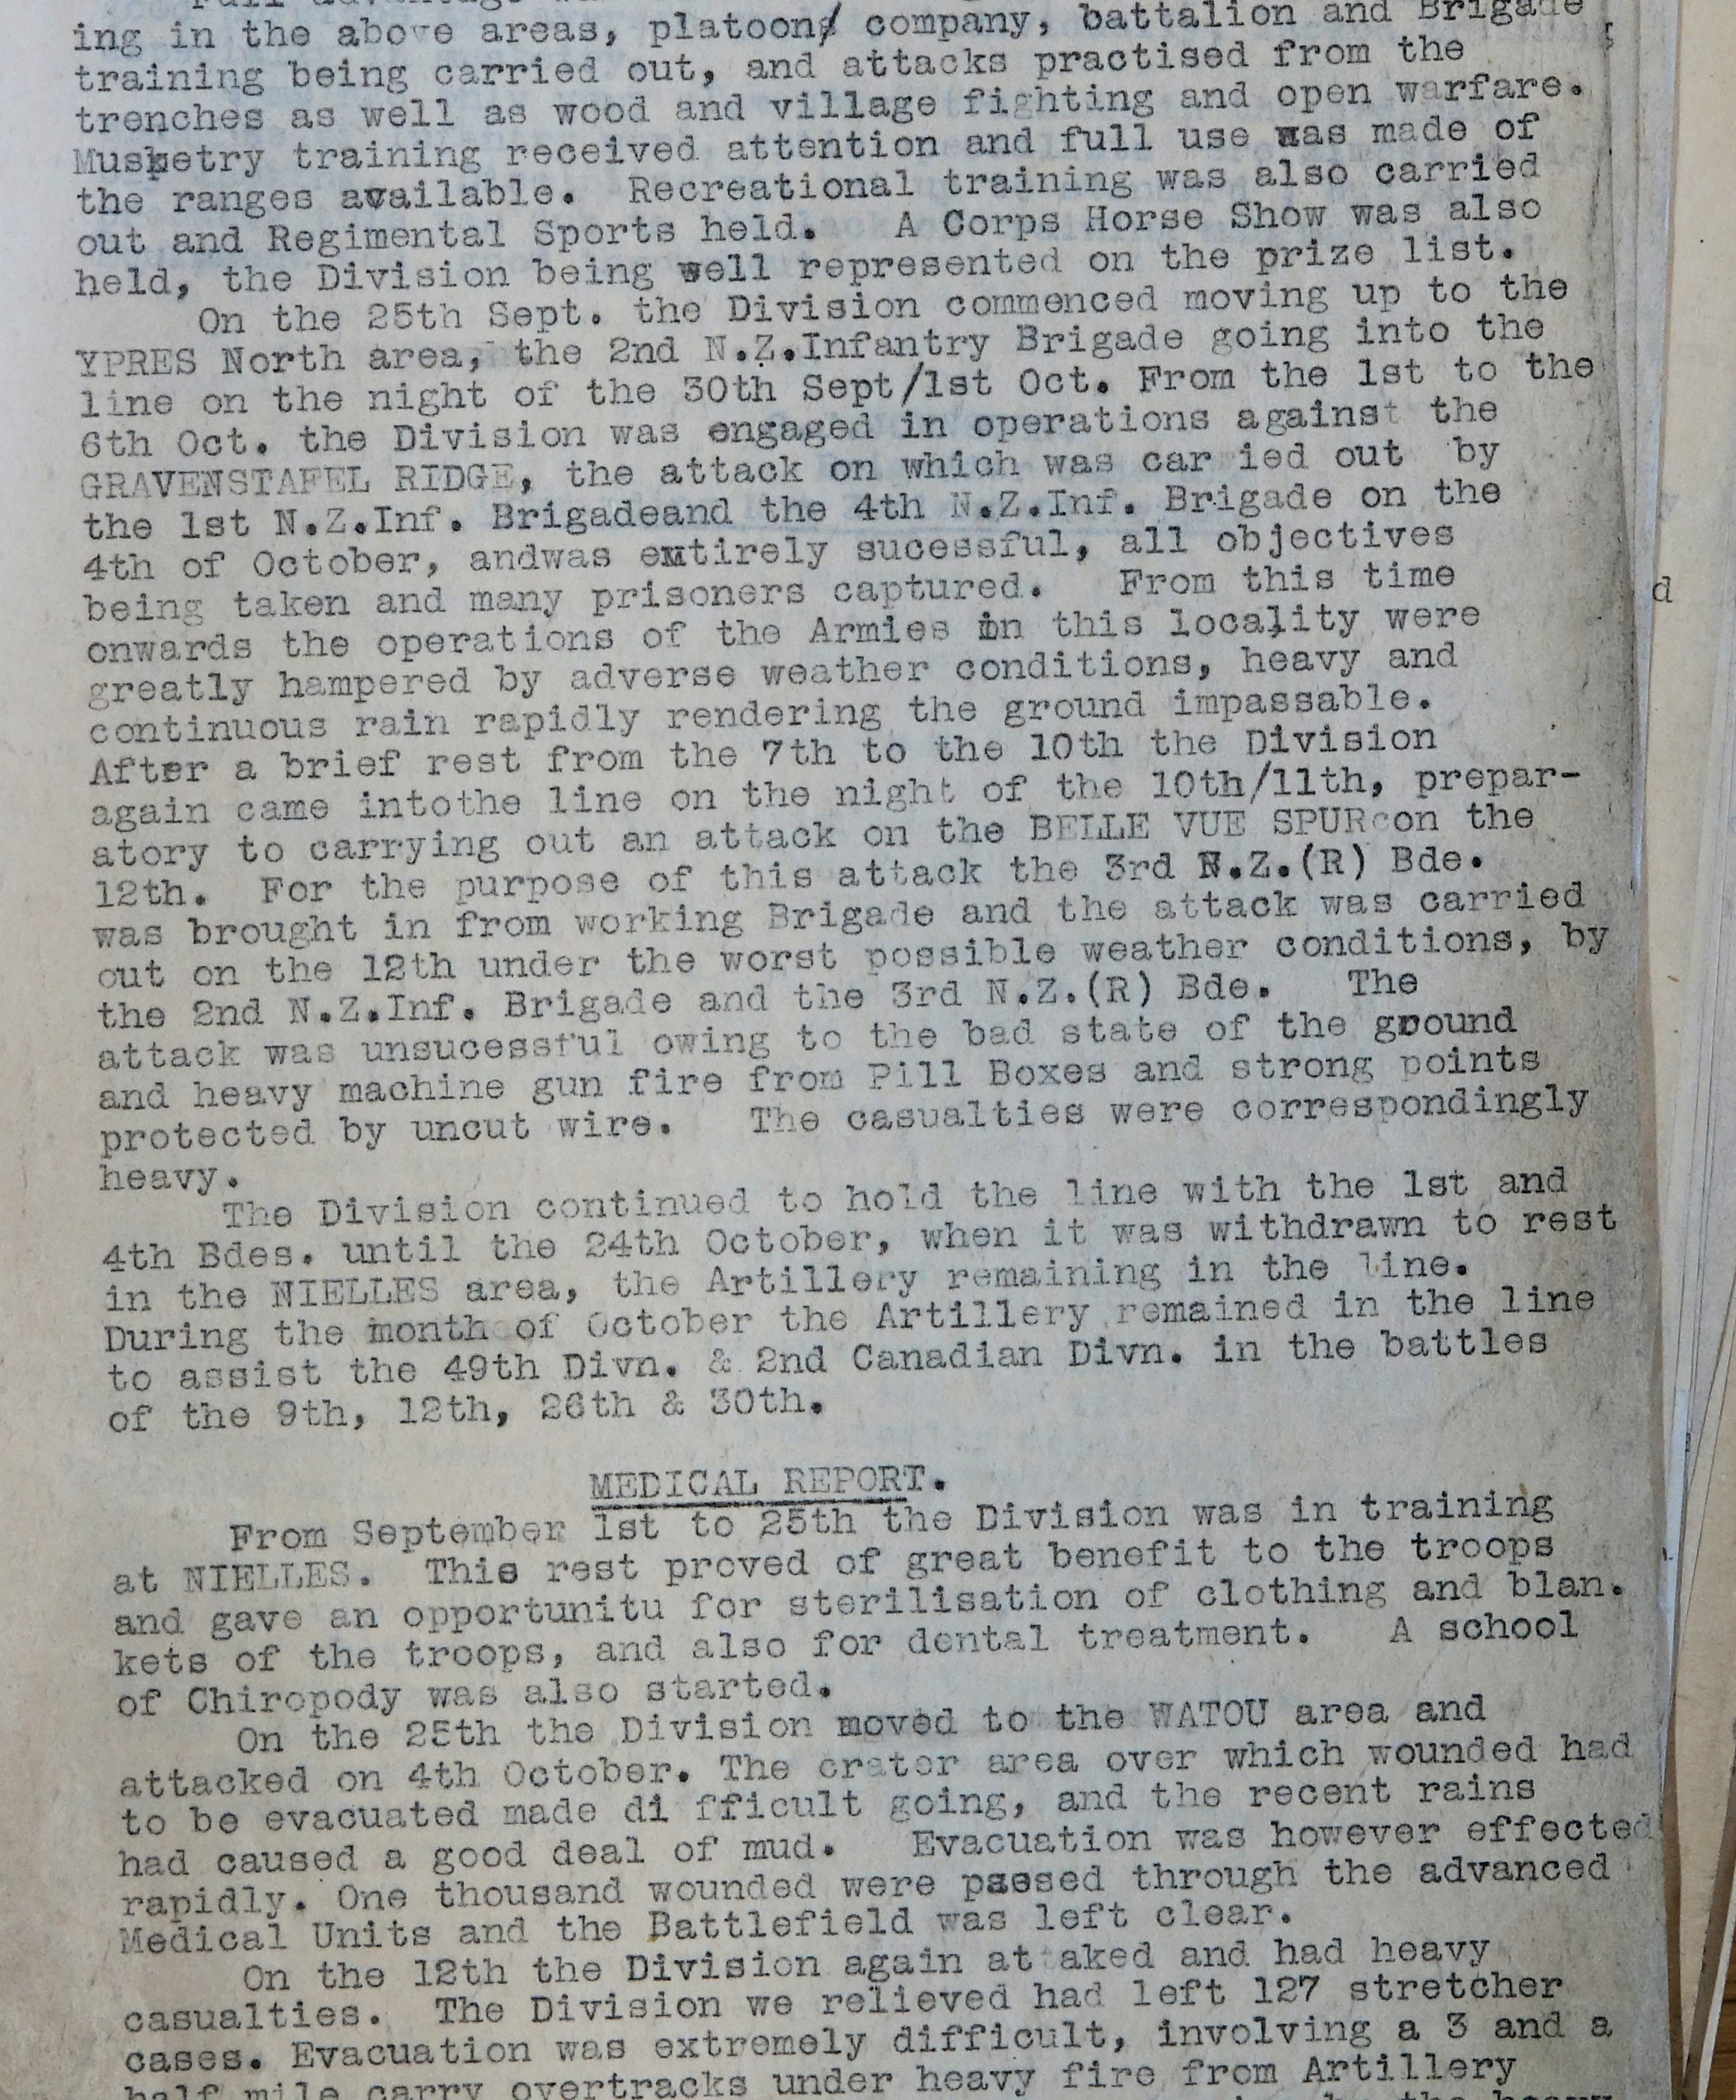 Full advantage
ing in the above areas, platoon/ company, battalion and Brigade
training being carried out, and attacks practised from the
trenches as well as wood and village fighting and open warfare.
Musketry training received attention and full use was made of
the ranges available. Recreational training was also carried
out and Regimental Sports held. A Corps Horse Show was also
held, the Division being well represented on the prize list.
On the 25th Sept. the Division commenced moving up to the
YPRES North area, the 2nd N.Z.Infantry Brigade going into the
line on the night of the 30th Sept/1st Oct. From the 1st to the
6th Oct. the Division was engaged in operations against the
GRAVENSTAFEL RIDGE, the attack on which was car ied out by
the 1st N.Z.Inf. Brigadeand the 4th N.Z.Inf. Brigade on the
4th of October, andwas entirely sucessful, all objectives
being taken and many prisoners captured. From this time
onwards the operations of the Armies in this locality were
greatly hampered by adverse weather conditions, heavy and
continuous rain rapidly rendering the ground impassable.
After a brief rest from the 7th to the 10th the Division
again came intothe line on the night of the 10th/11th, prepar-
atory to carrying out an attack on the BELLE VUE SPUR on the
12th. For the purpose of this attack the 3rd N.Z.(R) Bde.
was brought in from working Brigade and the attack was carried
out on the 12th under the worst possible weather conditions, by
the 2nd N.Z.Inf. Brigade and the 3rd N.Z.(R) Bde. The
attack was unsucessful owing to the bad state of the ground
and heavy machine gun fire from Pill Boxes and strong points
protected by uncut wire. The casualties were correspondingly
heavy.
The Division continued to hold the line with the 1st and
4th Bdes. until the 24th October, when it was withdrawn to rest
in the NIELLES area, the Artillery remaining in the line.
During the month of October the Artillery remained in the line
to assist the 49th Divn. & 2nd Canadian Divn. in the battles
of the 9th, 12th, 26th & 30th.
MEDICAL REPORT.
From September 1st to 25th the Division was in training
at NIELLES. This rest proved of great benefit to the troops
and gave an opportunitu for sterilisation of clothing and blan.
kets of the troops, and also for dental treatment. A school
of Chiropody was also started.
On the 25th the Division moved to the WATOU area and
attacked on 4th October. The crater area over which wounded had
to be evacuated made di fficult going, and the recent rains
had caused a good deal of mud. Evacuation was however effected
rapidly. One thousand wounded were passed through the advanced
Medical Units and the Battlefield was left clear.
On the 12th the Division again at aked and had heavy
casualties. The Division we relieved had left 127 stretcher
cases. Evacuation was extremely difficult, involving a 3 and a
half mile carry overtracks under heavy fire from Artillery
the heavy
d